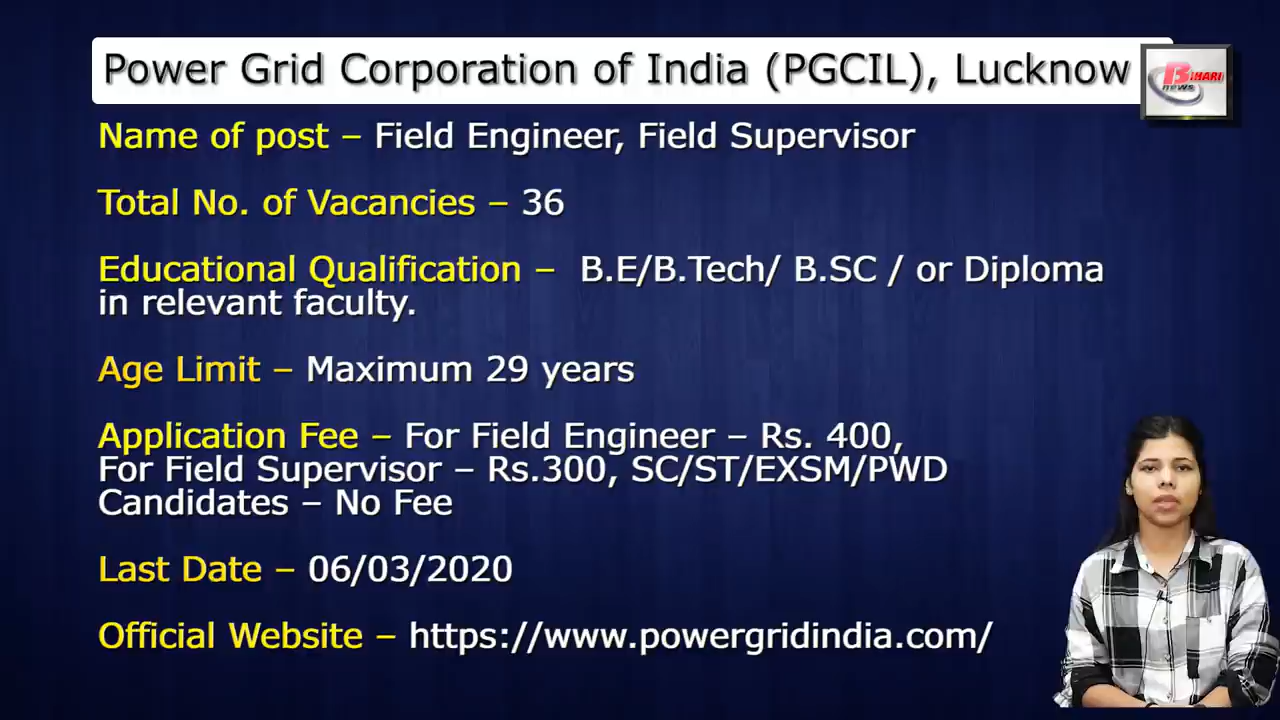 Power Grid Corporation of India (PGCIL), Lucknow
BIHARI
news
Name of post – Field Engineer, Field Supervisor
Total No. of Vacancies – 36
Educational Qualification – B.E/B.Tech/ B.SC / or Diploma
in relevant faculty.
Age Limit – Maximum 29 years
Application Fee – For Field Engineer – Rs. 400,
For Field Supervisor – Rs.300, SC/ST/EXSM/PWD
Candidates – No Fee
Last Date – 06/03/2020
Official Website – https://www.powergridindia.com/